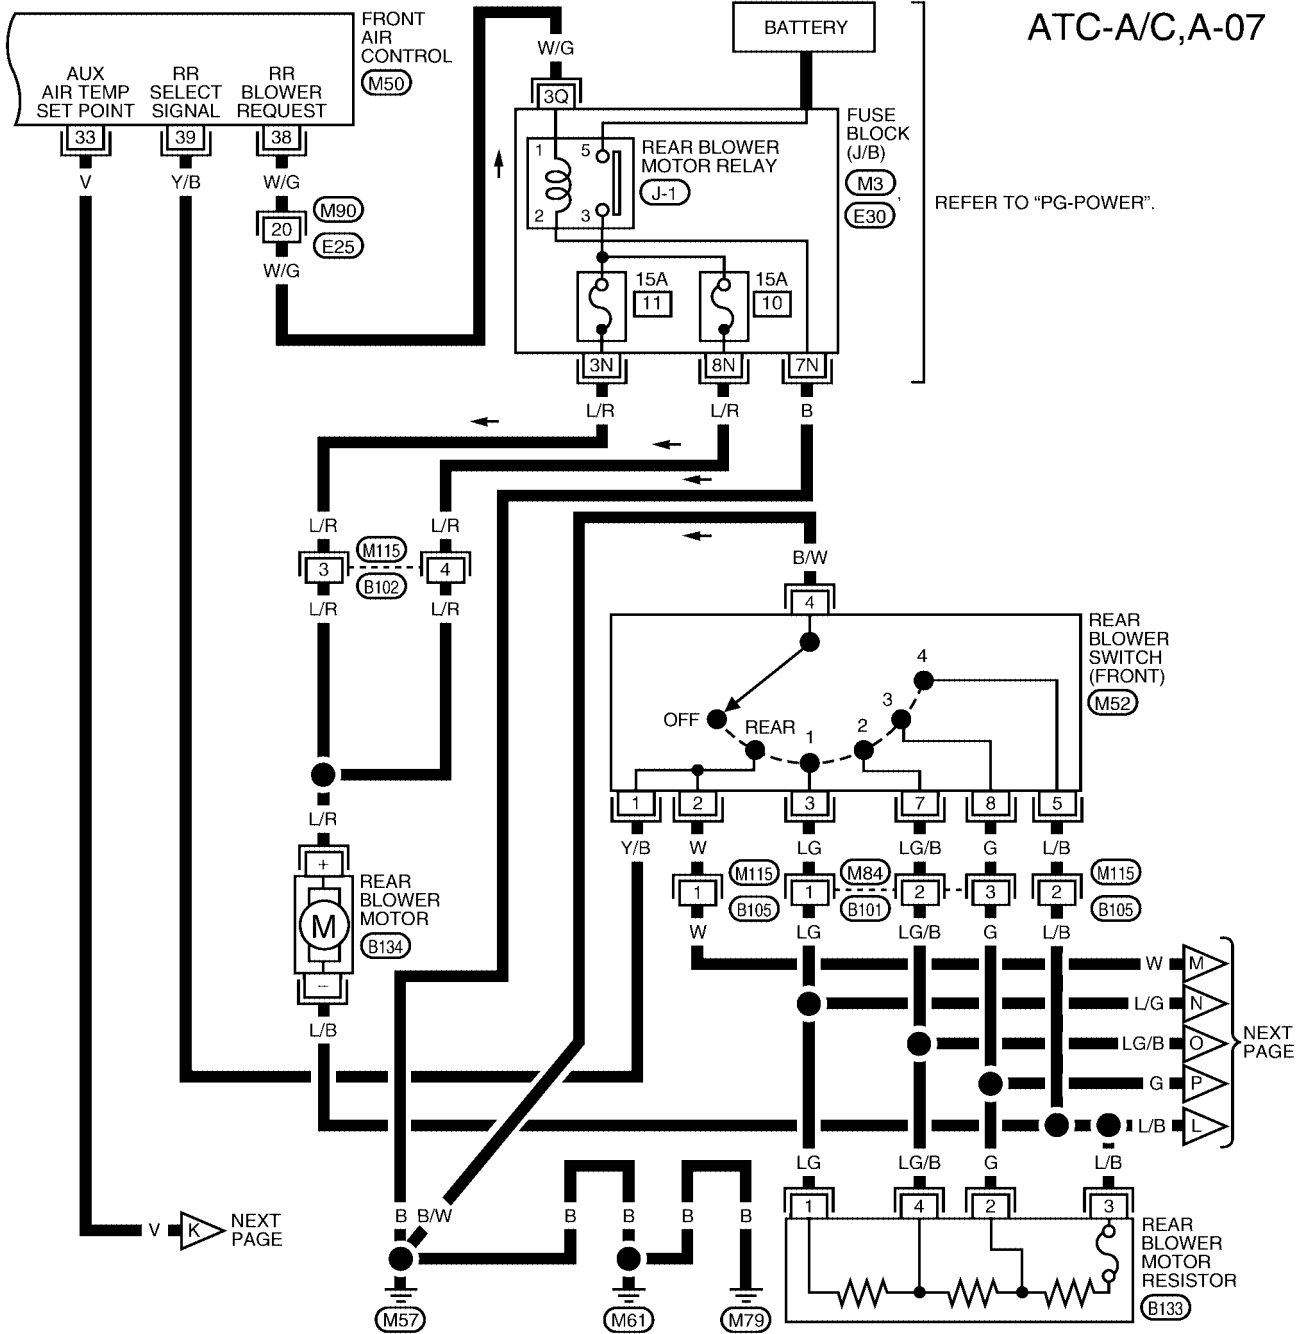 ATC-A/C,A-07
FRONT
AIR
CONTROL
M50
AUX
AIR TEMP
SET POINT
RR
SELECT
SIGNAL
RR
BLOWER
REQUEST
33
39
38
V
Y/B
W/G
M90
20
E25
W/G
W/G
3Q
BATTERY
FUSE
BLOCK
(J/B)
M3
,
E30
REFER TO “PG-POWER”.
1
5
2
3
REAR BLOWER
MOTOR RELAY
J-1
15A
11
15A
10
3N
8N
7N
L/R
L/R
B
L/R
L/R
3
M115
B102
4
L/R
L/R
B/W
4
REAR
BLOWER
SWITCH
(FRONT)
M52
OFF
REAR
1
2
3
4
1
2
3
7
8
5
Y/B
W
LG
LG/B
G
L/B
1
M115
B105
1
M84
B101
2
3
2
M115
B105
W
LG
LG/B
G
L/B
L/R
+
REAR
BLOWER
MOTOR
B134
M
–
L/B
W
M
L/G
N
LG/B
O
G
P
L/B
L
NEXT
PAGE
LG
LG/B
G
L/B
1
4
2
3
REAR
BLOWER
MOTOR
RESISTOR
B133
V
K
NEXT
PAGE
B
B/W
B
B
B
B
M57
M61
M79